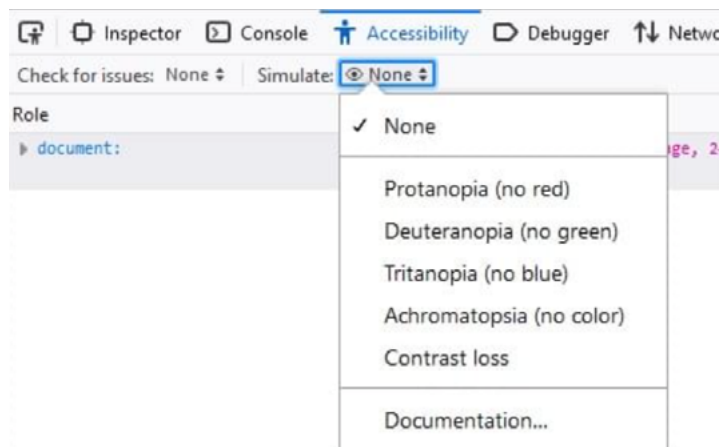 Inspector Console Accessibility Debugger
Check for issues: None Simulate: None
Role
None
document:
Protanopia (no red)
Deuteranopia (no green)
Tritanopia (no blue)
Achromatopsia (no color)
Contrast loss
Documentation...